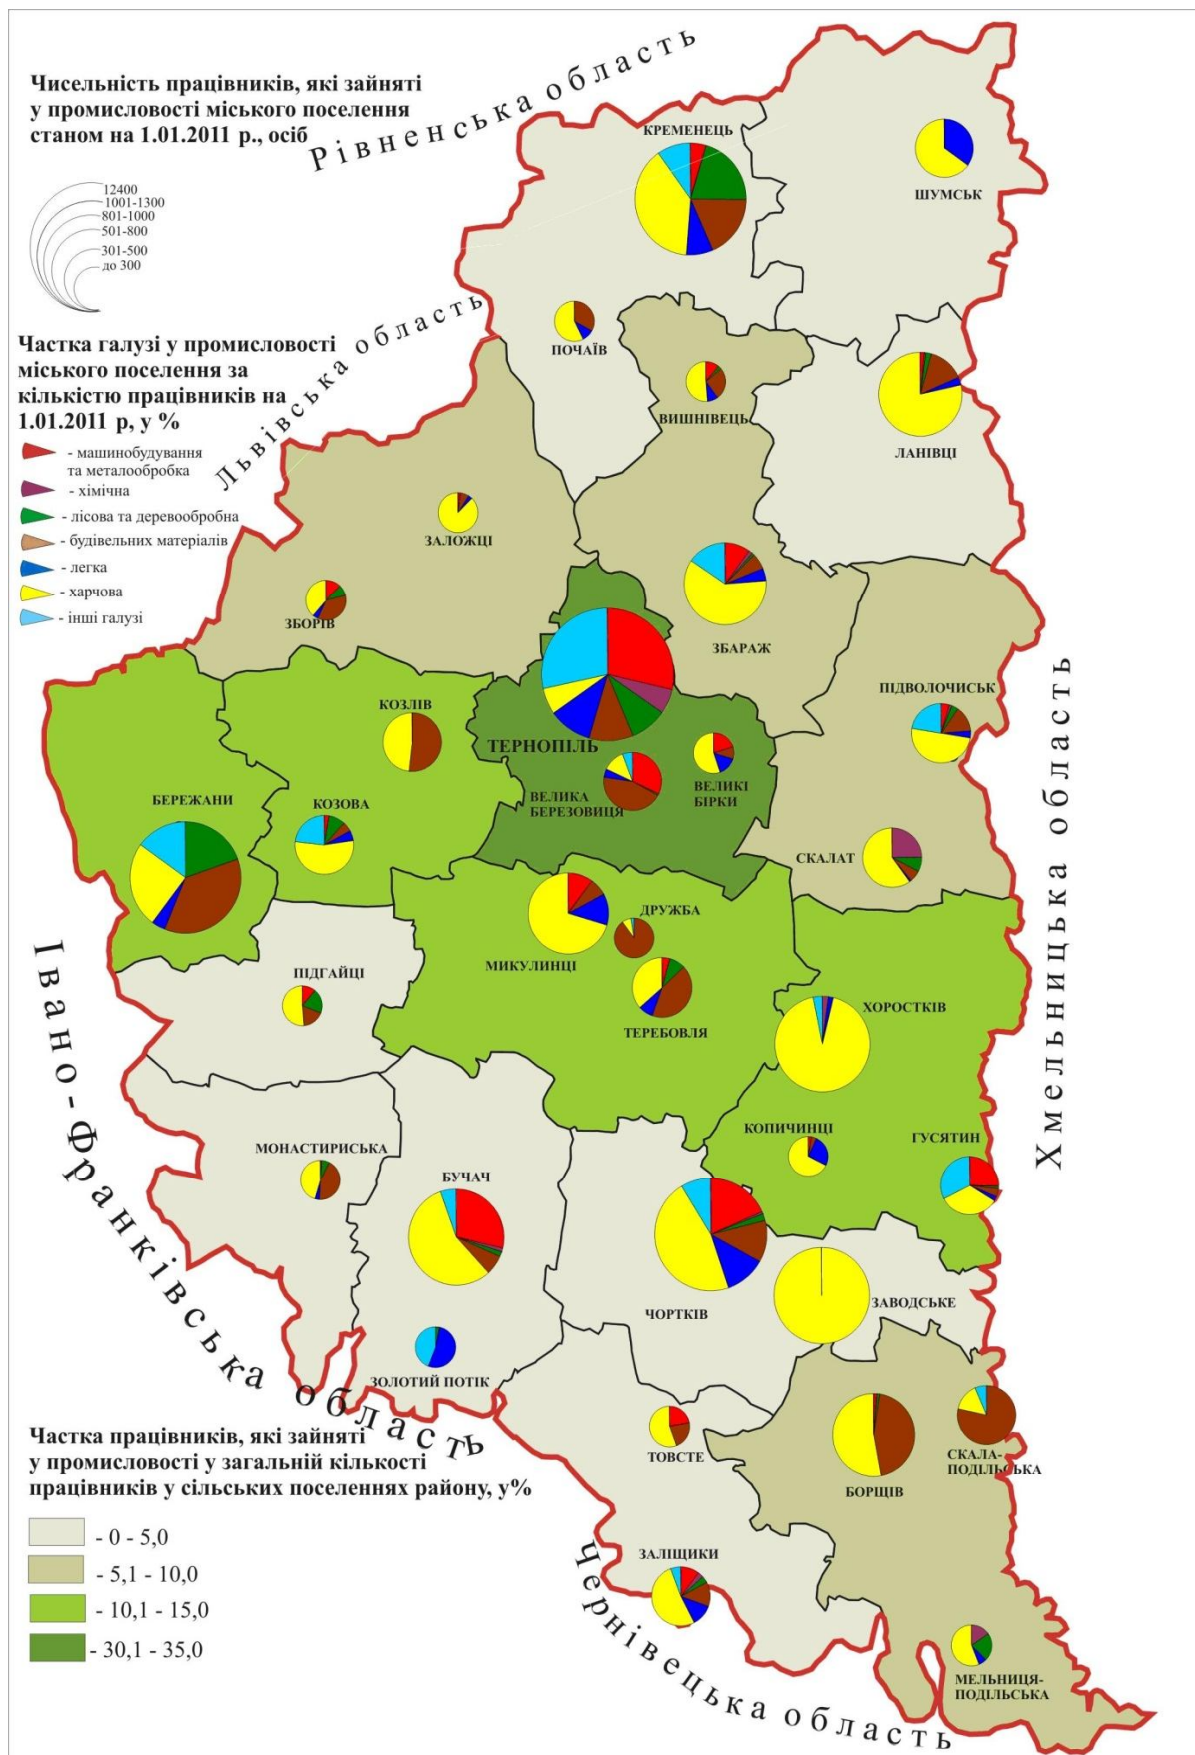 Чисельність працівників, які зайняті
у промисловості міського поселення
станом на 1.01.2011 р., осіб
12400
1001-1300
801-1000
501-800
301-500
до 300
Рівненська область
Львівська область
КРЕМЕНЕЦЬ
ШУМСЬК
ПОЧАЇВ
ВИШНІВЕЦЬ
ЛАНІВЦІ
Частка галузі у промисловості
міського поселення за
кількістю працівників на
1.01.2011 р, у %
- машинобудування
та металообробка
- хімічна
- лісова та деревообробна
- будівельних матеріалів
- легка
- харчова
- інші галузі
ЗАЛОЖЦІ
ЗБОРІВ
ЗБАРАЖ
ПІДВОЛОЧИСЬК
КОЗЛІВ
ТЕРНОПІЛЬ
ВЕЛИКА
БЕРЕЗОВИЦЯ
ВЕЛИКІ
БІРКИ
БЕРЕЖАНИ
КОЗОВА
СКАЛАТ
Хмельницька область
МИКУЛИНЦІ
ДРУЖБА
ТЕРЕБОВЛЯ
ПІДГАЙЦІ
ХОРОСТКІВ
КОПИЧИНЦІ
ГУСЯТИН
МОНАСТИРИСЬКА
БУЧАЧ
ЧОРТКІВ
ЗАВОДСЬКЕ
ЗОЛОТИЙ ПОТІК
Івано-Франківська область
ТОВСТЕ
БОРЩІВ
СКАЛА-
ПОДІЛЬСЬКА
ЗАЛІЩИКИ
МЕЛЬНИЦЯ-
ПОДІЛЬСЬКА
Чернівецька область
Частка працівників, які зайняті
у промисловості у загальній кількості
працівників у сільських поселеннях району, у%
- 0 - 5,0
- 5,1 - 10,0
- 10,1 - 15,0
- 30,1 - 35,0